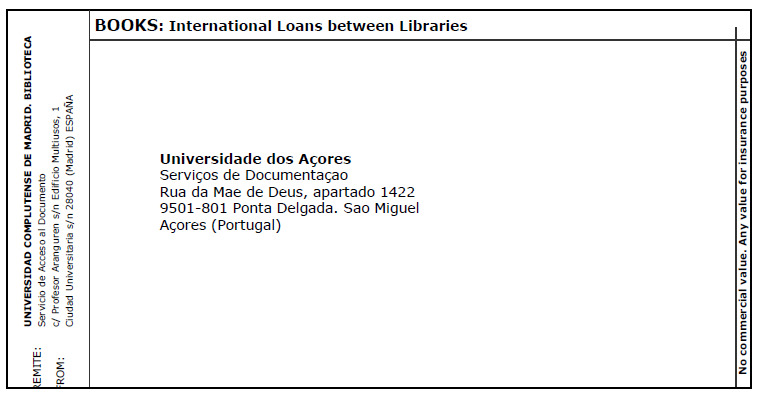 BOOKS: International Loans between Libraries
REMITE:
FROM:
UNIVERSIDAD COMPLUTENSE DE MADRID. BIBLIOTECA
Servicio de Acceso al Documento
c/ Profesor Aranguren s/n Edificio Multiusos, 1
Ciudad Universitaria s/n 28040 (Madrid) ESPAÑA
Universidade dos Açores
Serviços de Documentaçao
Rua da Mae de Deus, apartado 1422
9501-801 Ponta Delgada. Sao Miguel
Açores (Portugal)
No commercial value. Any value for insurance purposes